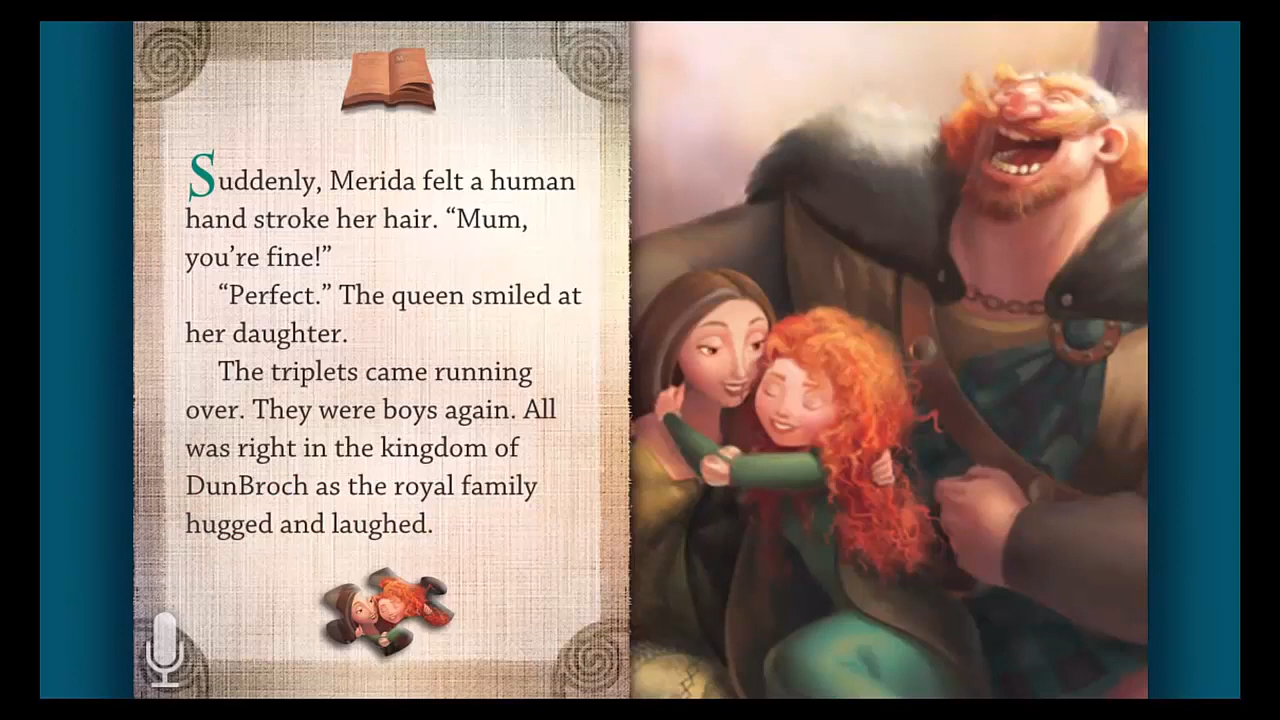 Suddenly, Merida felt a human
hand stroke her hair. “Mum,
you’re fine!”
“Perfect.” The queen smiled at
her daughter.
The triplets came running
over. They were boys again. All
was right in the kingdom of
DunBroch as the royal family
hugged and laughed.